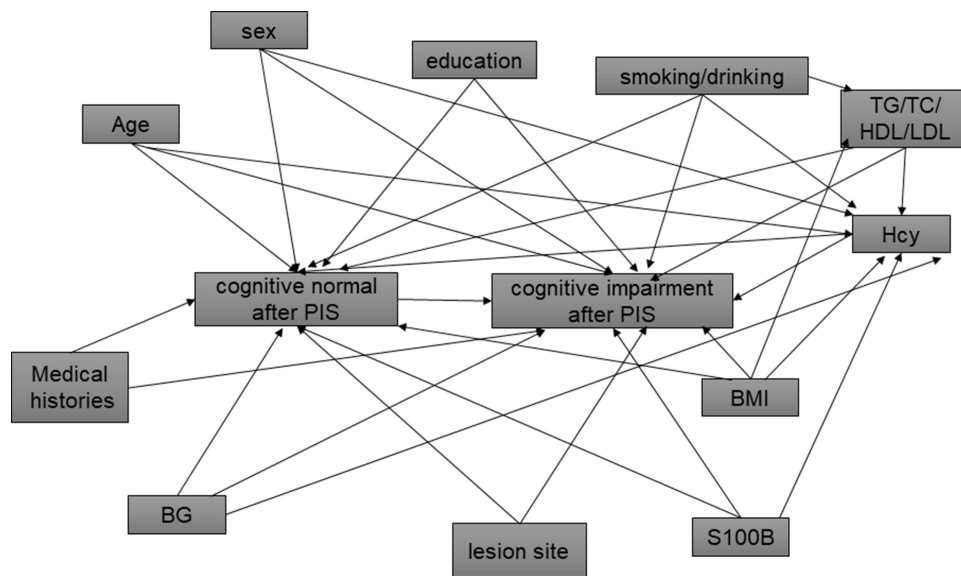 sex
education
smoking/drinking
TG/TC/
HDL/LDL
Age
Hcy
cognitive normal
after PIS
cognitive impairment
after PIS
Medical
histories
BMI
BG
lesion site
S100B